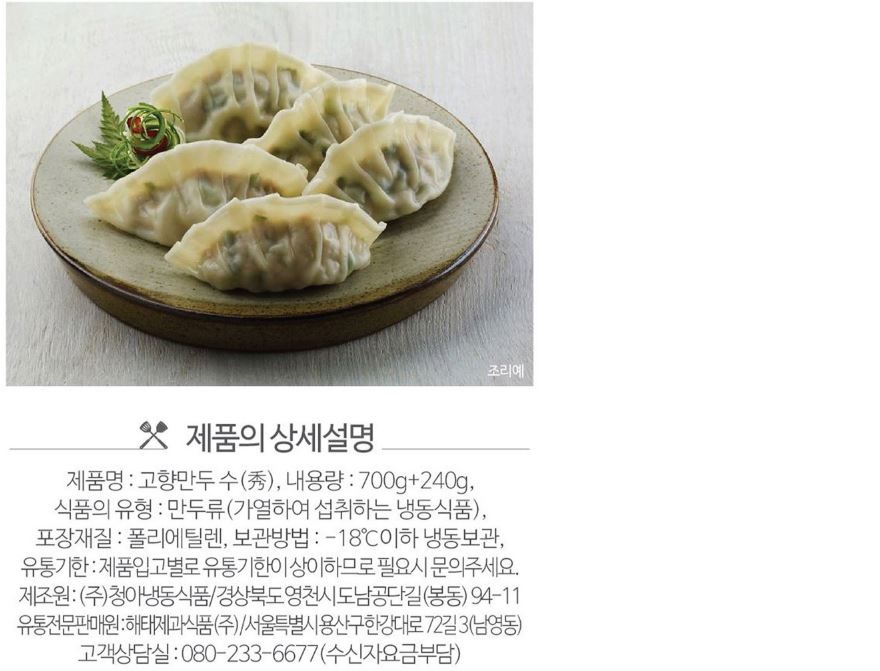 조리예
제품의 상세설명
제품명 : 고향만두 수(秀), 내용량 : 700g+240g,
식품의 유형 : 만두류(가열하여 섭취하는 냉동식품),
포장재질 : 폴리에틸렌, 보관방법 : -18℃이하 냉동보관,
유통기한 : 제품입고별로 유통기한이 상이하므로 필요시 문의주세요.
제조원 : (주)청아냉동식품/경상북도 영천시 도남공단길(봉동) 94-11
유통전문판매원:해태제과식품(주)/서울특별시 용산구 한강대로 72길 3(남영동)
고객상담실 : 080-233-6677(수신자요금부담)